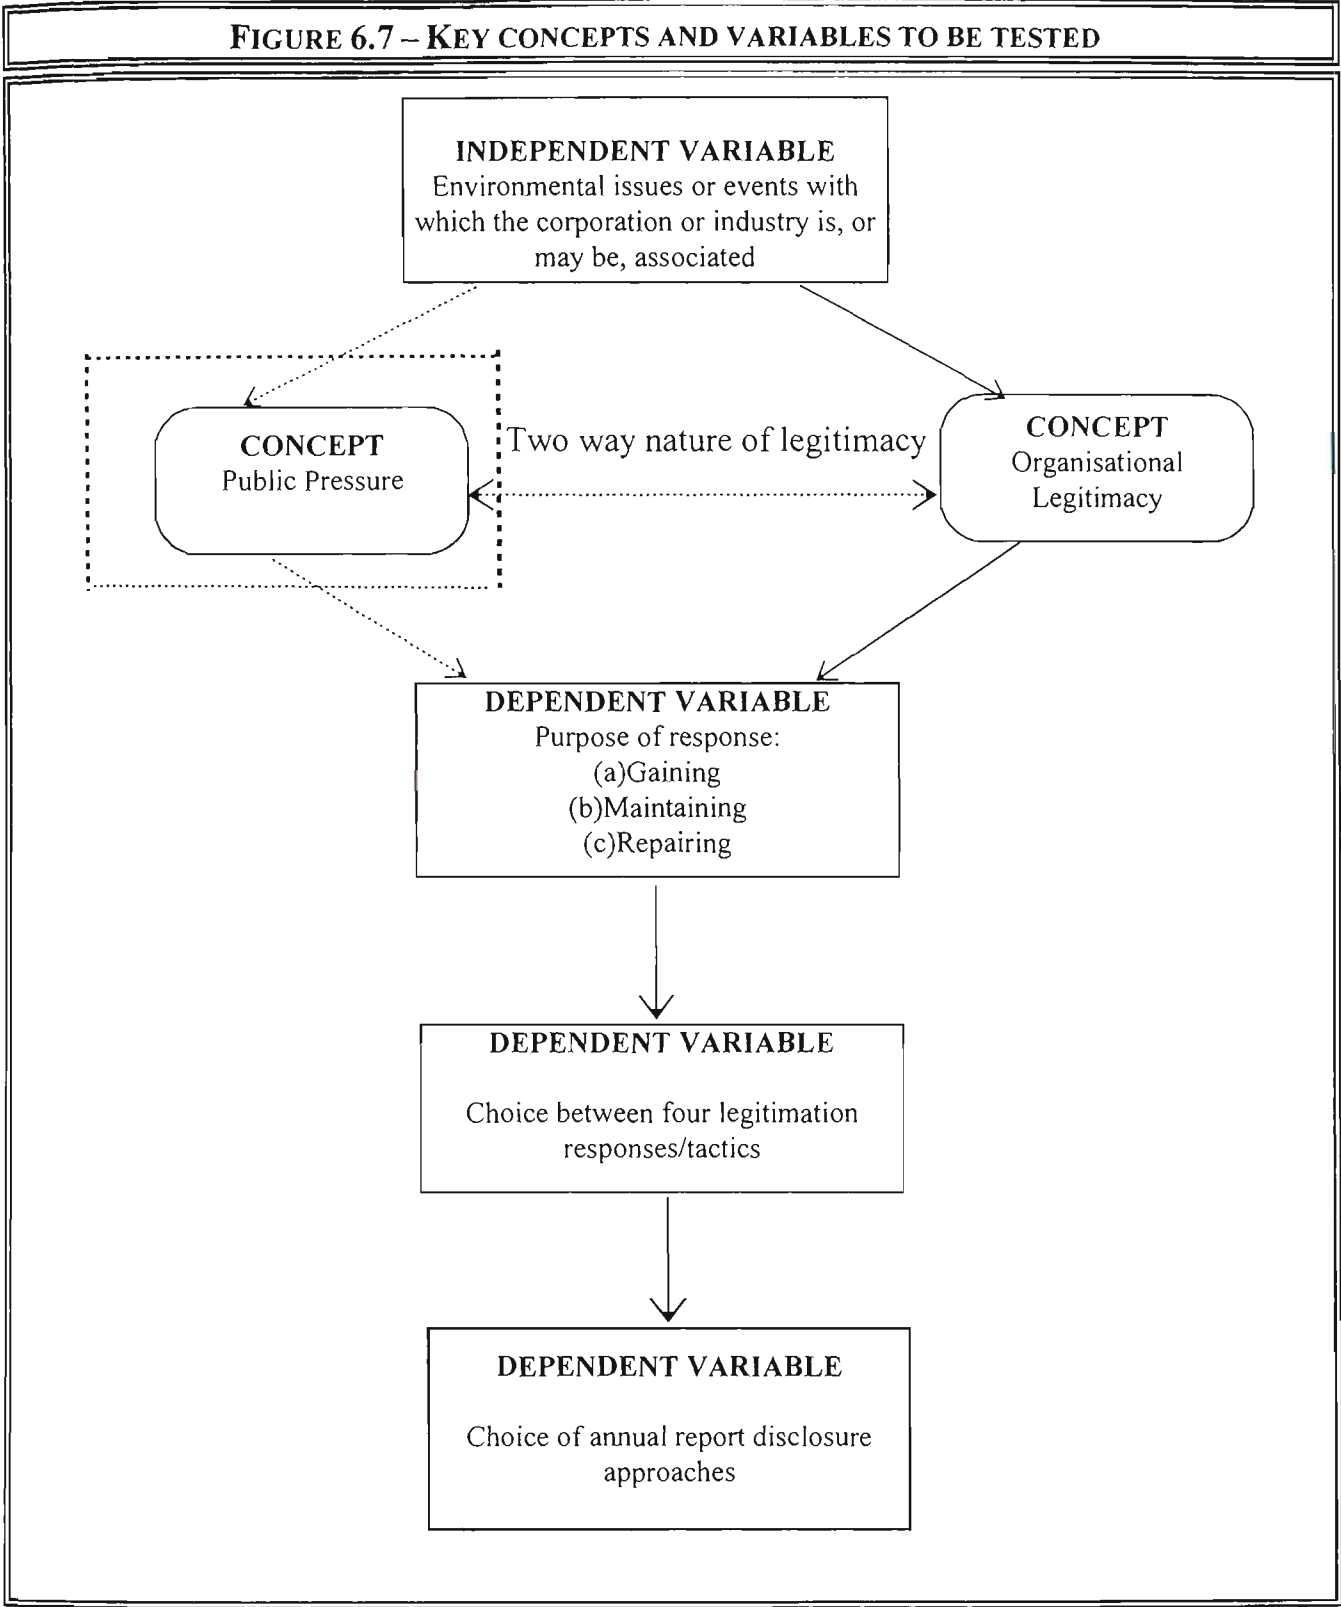 FIGURE 6.7 – KEY CONCEPTS AND VARIABLES TO BE TESTED
INDEPENDENT VARIABLE
Environmental issues or events with
which the corporation or industry is, or
may be, associated
CONCEPT
Public Pressure
Two way nature of legitimacy
CONCEPT
Organisational
Legitimacy
DEPENDENT VARIABLE
Purpose of response:
(a)Gaining
(b)Maintaining
(c)Repairing
DEPENDENT VARIABLE
Choice between four legitimation
responses/tactics
DEPENDENT VARIABLE
Choice of annual report disclosure
approaches